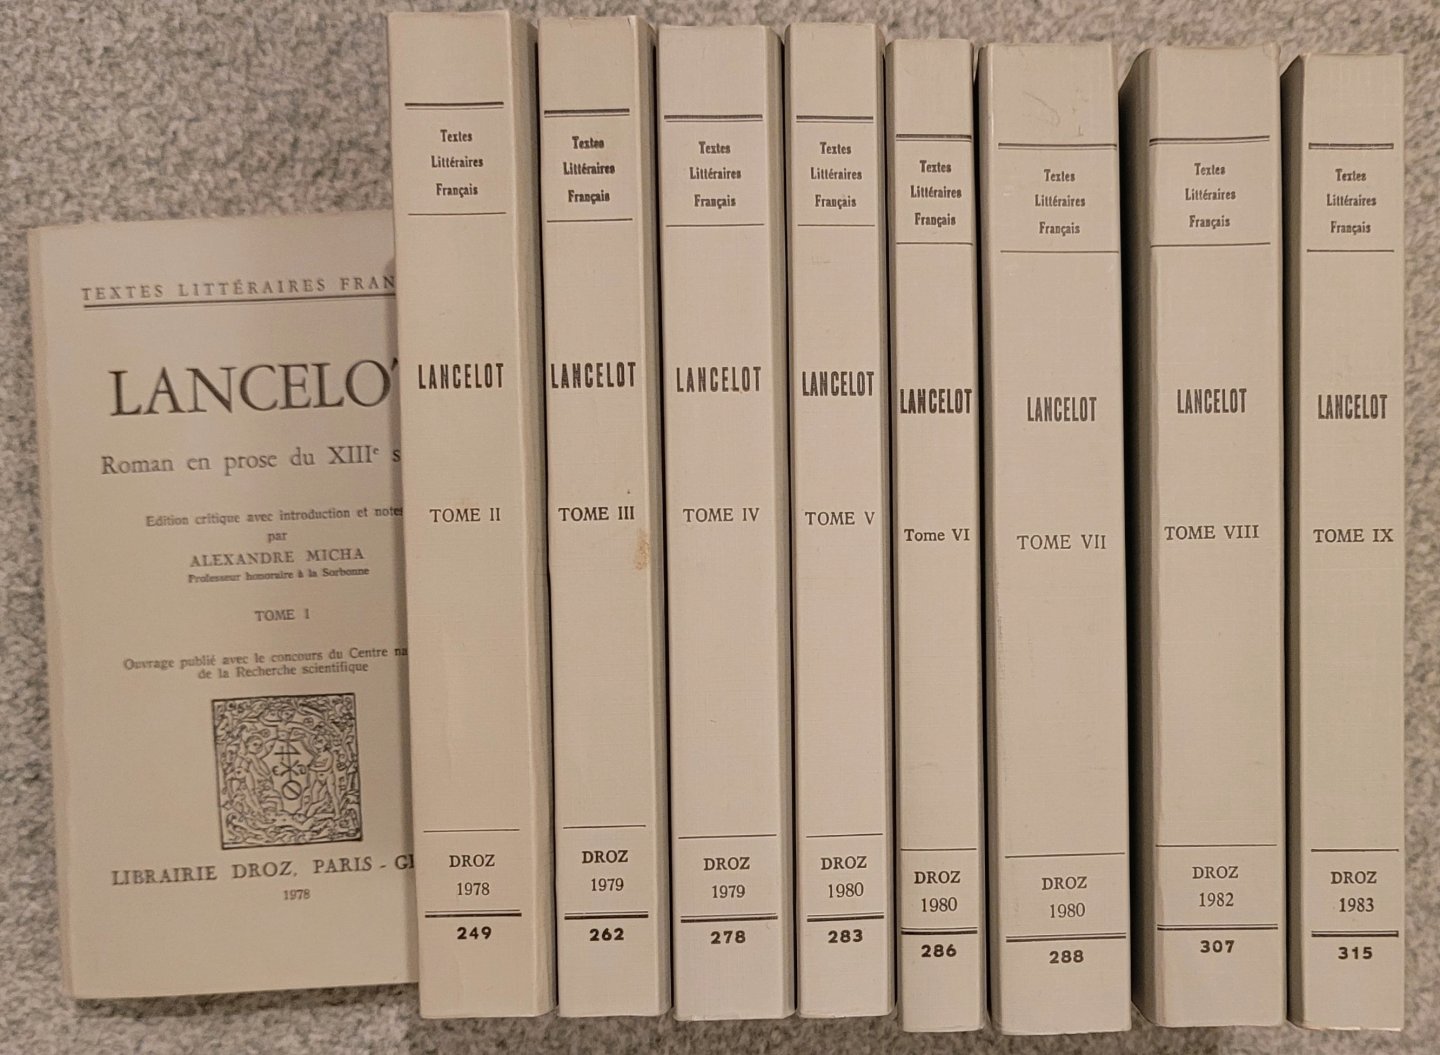 TEXTES LITTÉRAIRES FRAN
LANCELOT
Roman en prose du XIIIe s
Edition critique avec introduction et notes
par
ALEXANDRE MICHA
Professeur honoraire à la Sorbonne
TOME I
Ouvrage publié avec le concours du Centre na
de la Recherche scientifique
LIBRAIRIE DROZ, PARIS - GE
1978
Textes
Littéraires
Français
LANCELOT
TOME II
DROZ
1978
249
Textes
Littéraires
Français
LANCELOT
TOME III
DROZ
1979
262
Textes
Littéraires
Français
LANCELOT
TOME IV
DROZ
1979
278
Textes
Littéraires
Français
LANCELOT
TOME V
DROZ
1980
283
Textes
Littéraires
Français
LANCELOT
Tome VI
DROZ
1980
286
Textes
Littéraires
Français
LANCELOT
TOME VII
DROZ
1980
288
Textes
Littéraires
Français
LANCELOT
TOME VIII
DROZ
1982
307
Textes
Littéraires
Français
LANCELOT
TOME IX
DROZ
1983
315